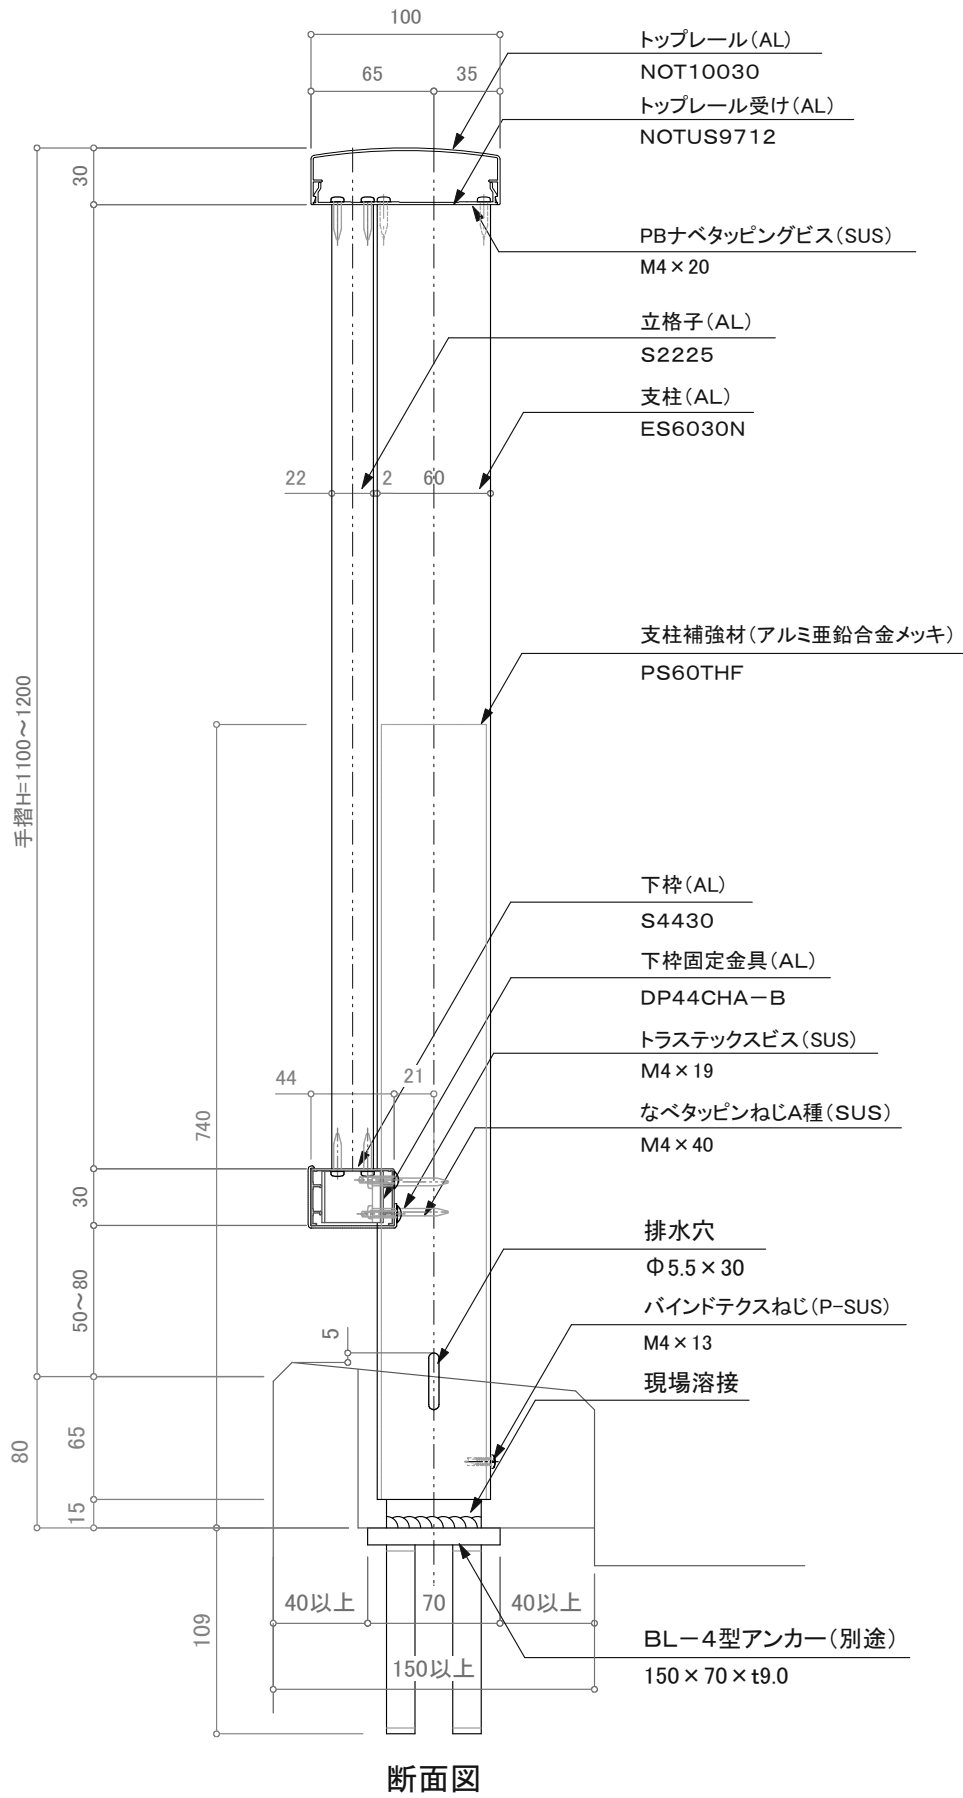 100
65
35
トップレール(AL)
NOT10030
トップレール受け(AL)
NOTUS9712
30
PBナベタッピングビス(SUS)
M4×20
立格子(AL)
S2225
支柱(AL)
ES6030N
22
2
60
支柱補強材(アルミ亜鉛合金メッキ)
PS60THF
手摺H=1100～1200
740
下枠(AL)
S4430
下枠固定金具(AL)
DP44CHA－B
トラステックスビス(SUS)
M4×19
44
21
なベタッピンねじA種(SUS)
M4×40
30
排水穴
Φ5.5×30
50～80
バインドテクスねじ(P-SUS)
M4×13
5
現場溶接
80
65
15
40以上
70
40以上
109
BL－4型アンカー(別途)
150×70×t9.0
150以上
断面図